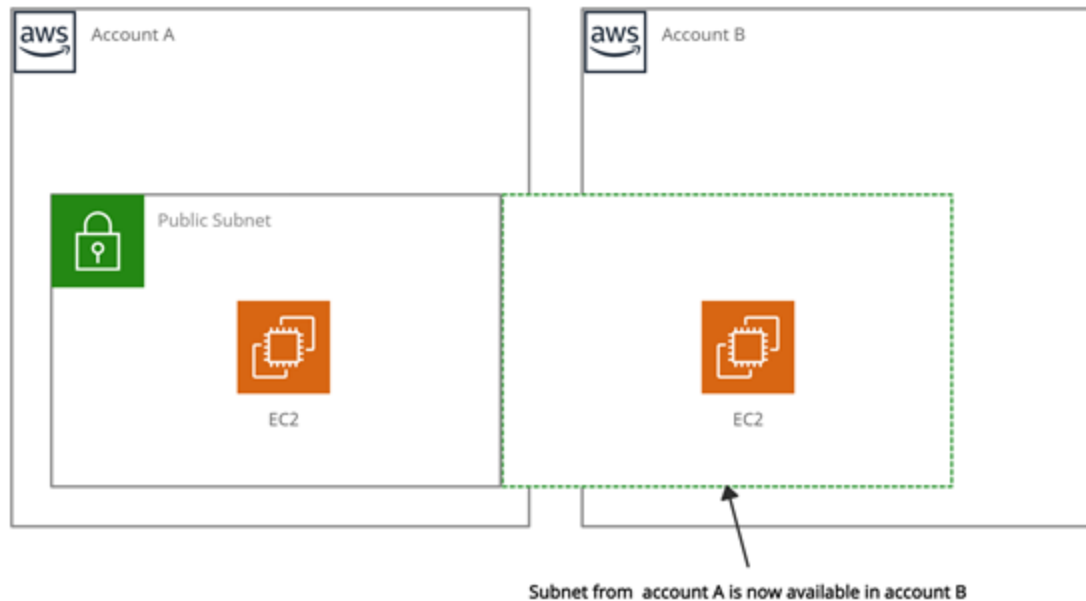 aws
Account A
aws
Account B
Public Subnet
EC2
EC2
Subnet from account A is now available in account B